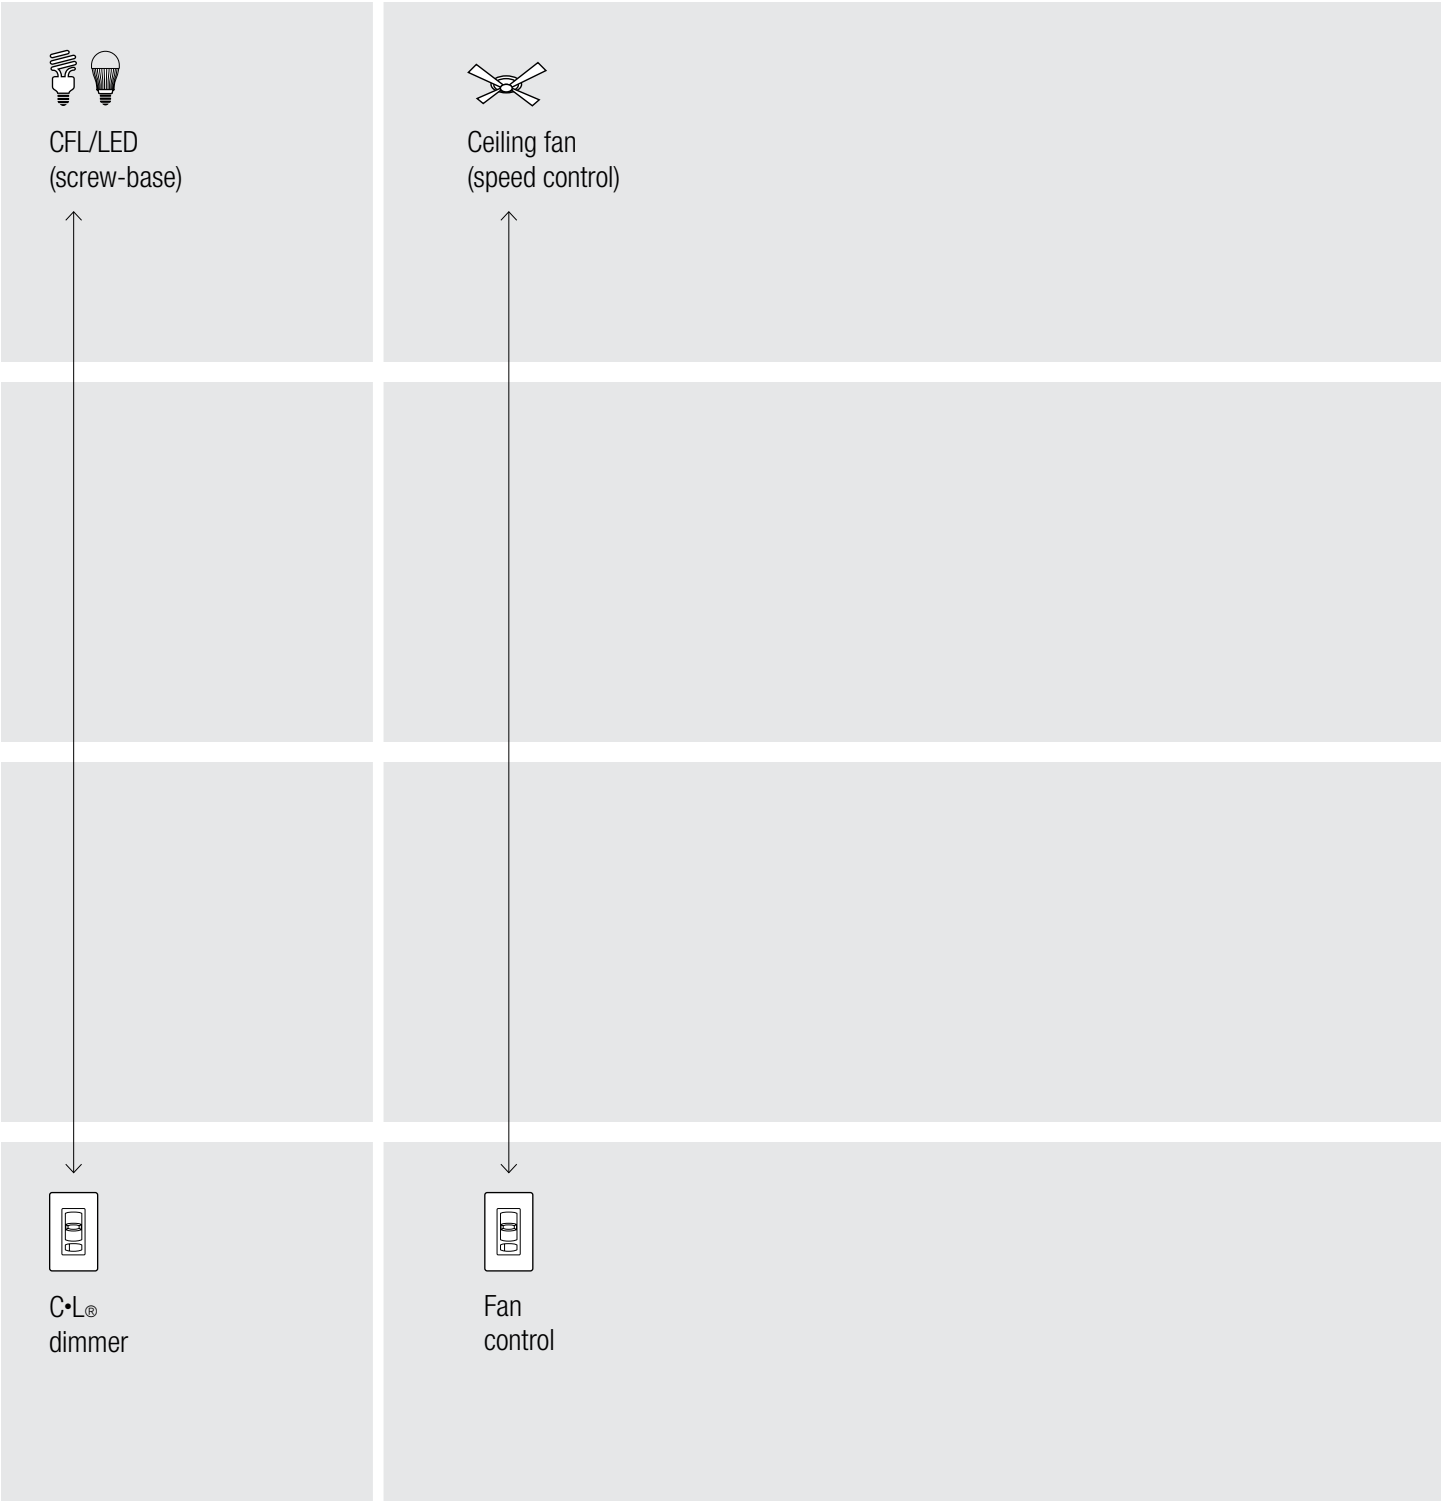 CFL/LED
(screw-base)
Ceiling fan
(speed control)
C•L®
dimmer
Fan
control